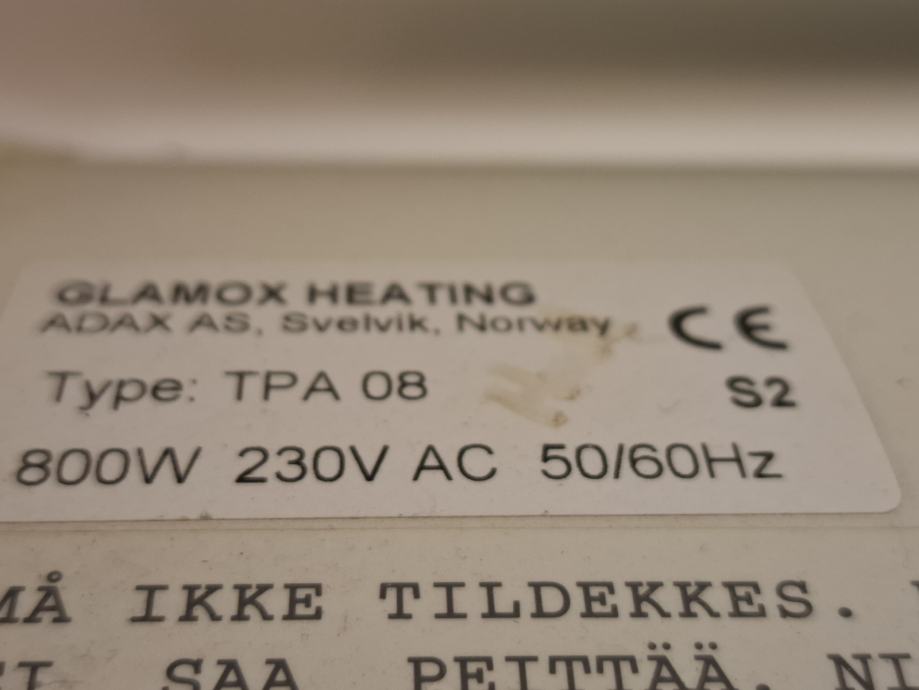 GLAMOX HEATING
ADAX AS, Svelvik, Norway CE
Type: TPA 08 S2
800W 230V AC 50/60Hz
MÅ IKKE TILDEKKES.
SAA PEITTÄÄ. NI